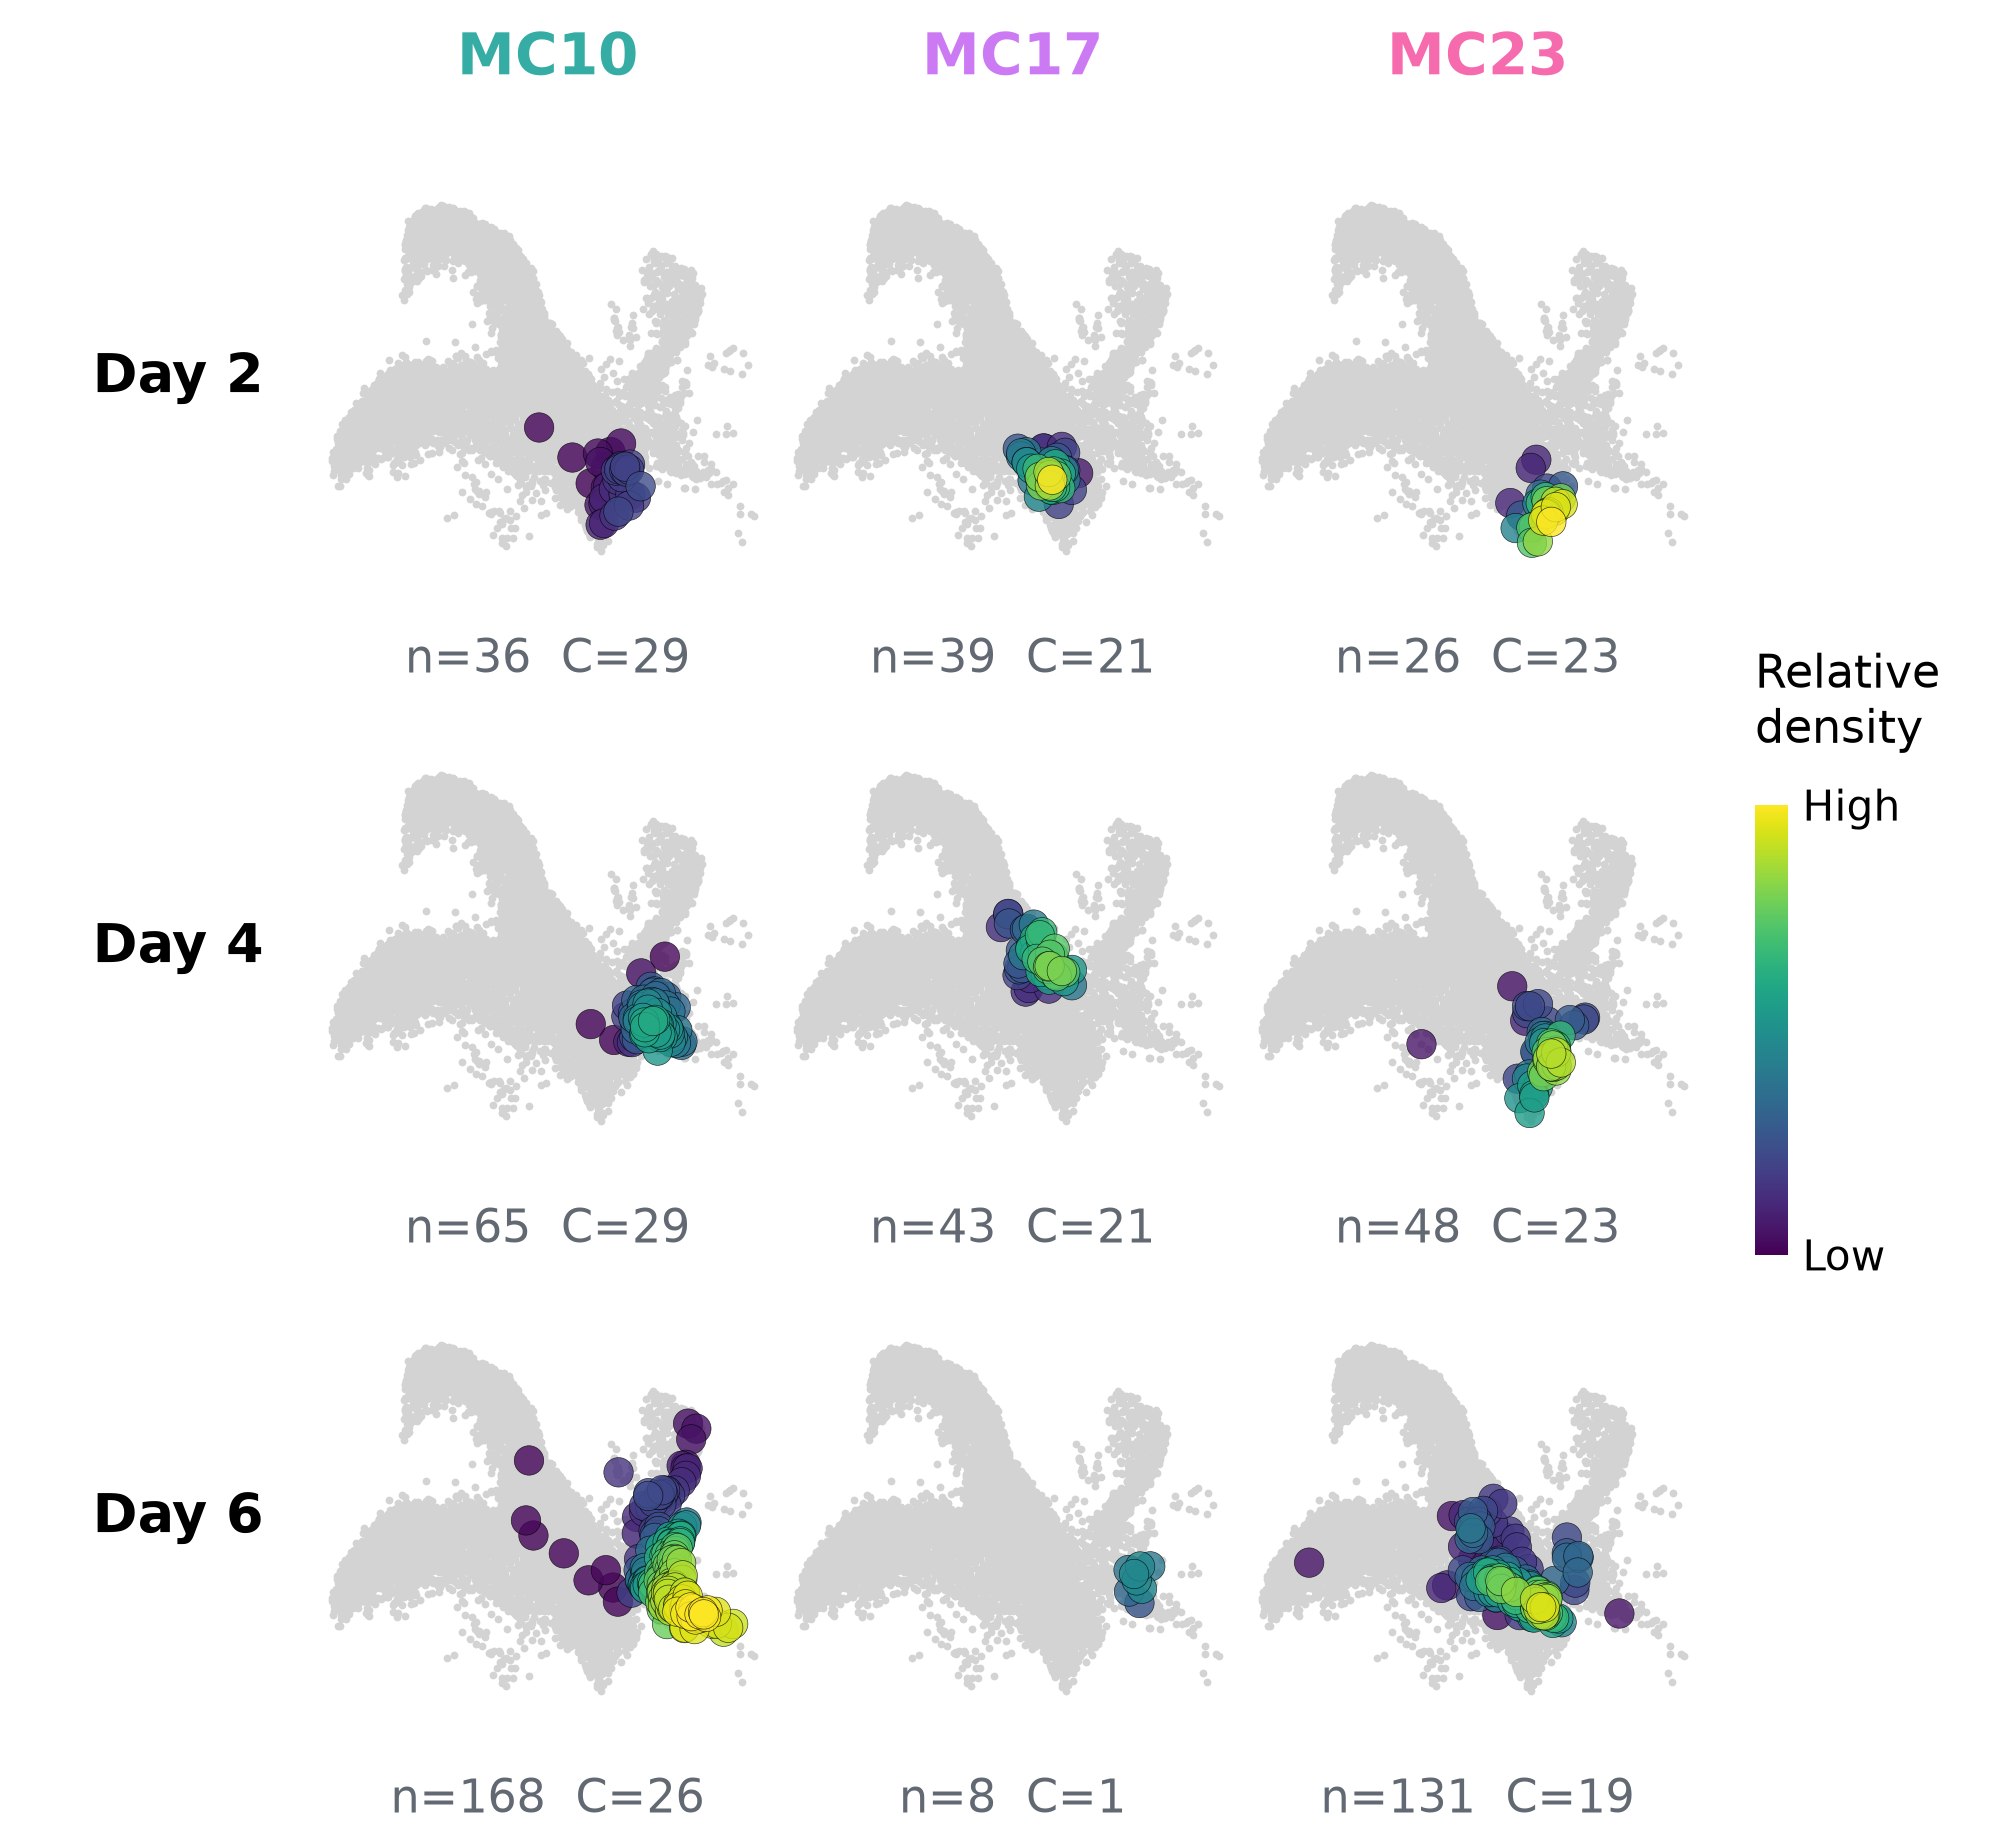 MC10 MC17 MC23
Day 2
n=36 C=29 n=39 C=21 n=26 C=23
Relative
density
High
Day 4
n=65 C=29 n=43 C=21 n=48 C=23
Low
Day 6
n=168 C=26 n=8 C=1 n=131 C=19